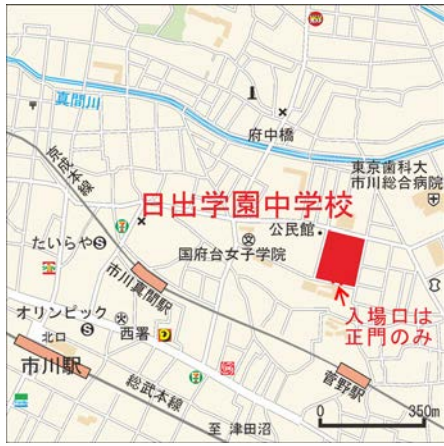 真間川
府中橋
東京歯科大
市川総合病院
京成本線
日出学園中学校
公民館
たいらや
国府台女子学院
市川真間駅
入場口は
正門のみ
オリンピック
北口
西署
市川駅
総武本線
菅野駅
至 津田沼
0 350m